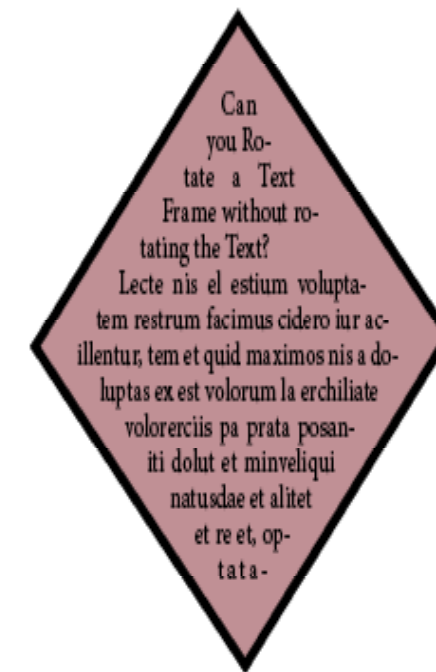 Can
you Ro-
tate a Text
Frame without ro-
tating the Text?
Lecte nis el estium volupta-
tem restrum facimus cidero iur ac-
illentur, tem et quid maximos nis a do-
luptas ex est volorum la erchiliate
volorerciis pa prata posan-
iti dolut et minveliqui
natusdae et alitet
et re et, op-
tata-